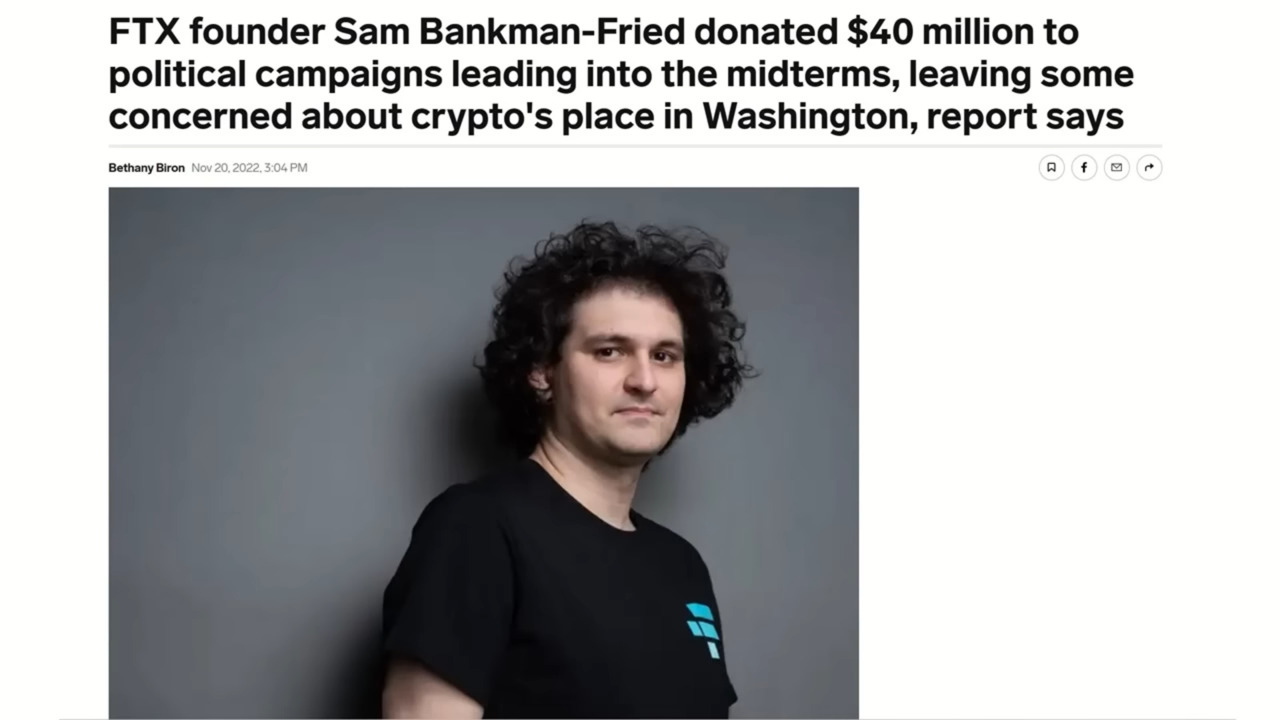 FTX founder Sam Bankman-Fried donated $40 million to
political campaigns leading into the midterms, leaving some
concerned about crypto's place in Washington, report says
Bethany Biron Nov 20, 2022, 3:04 PM